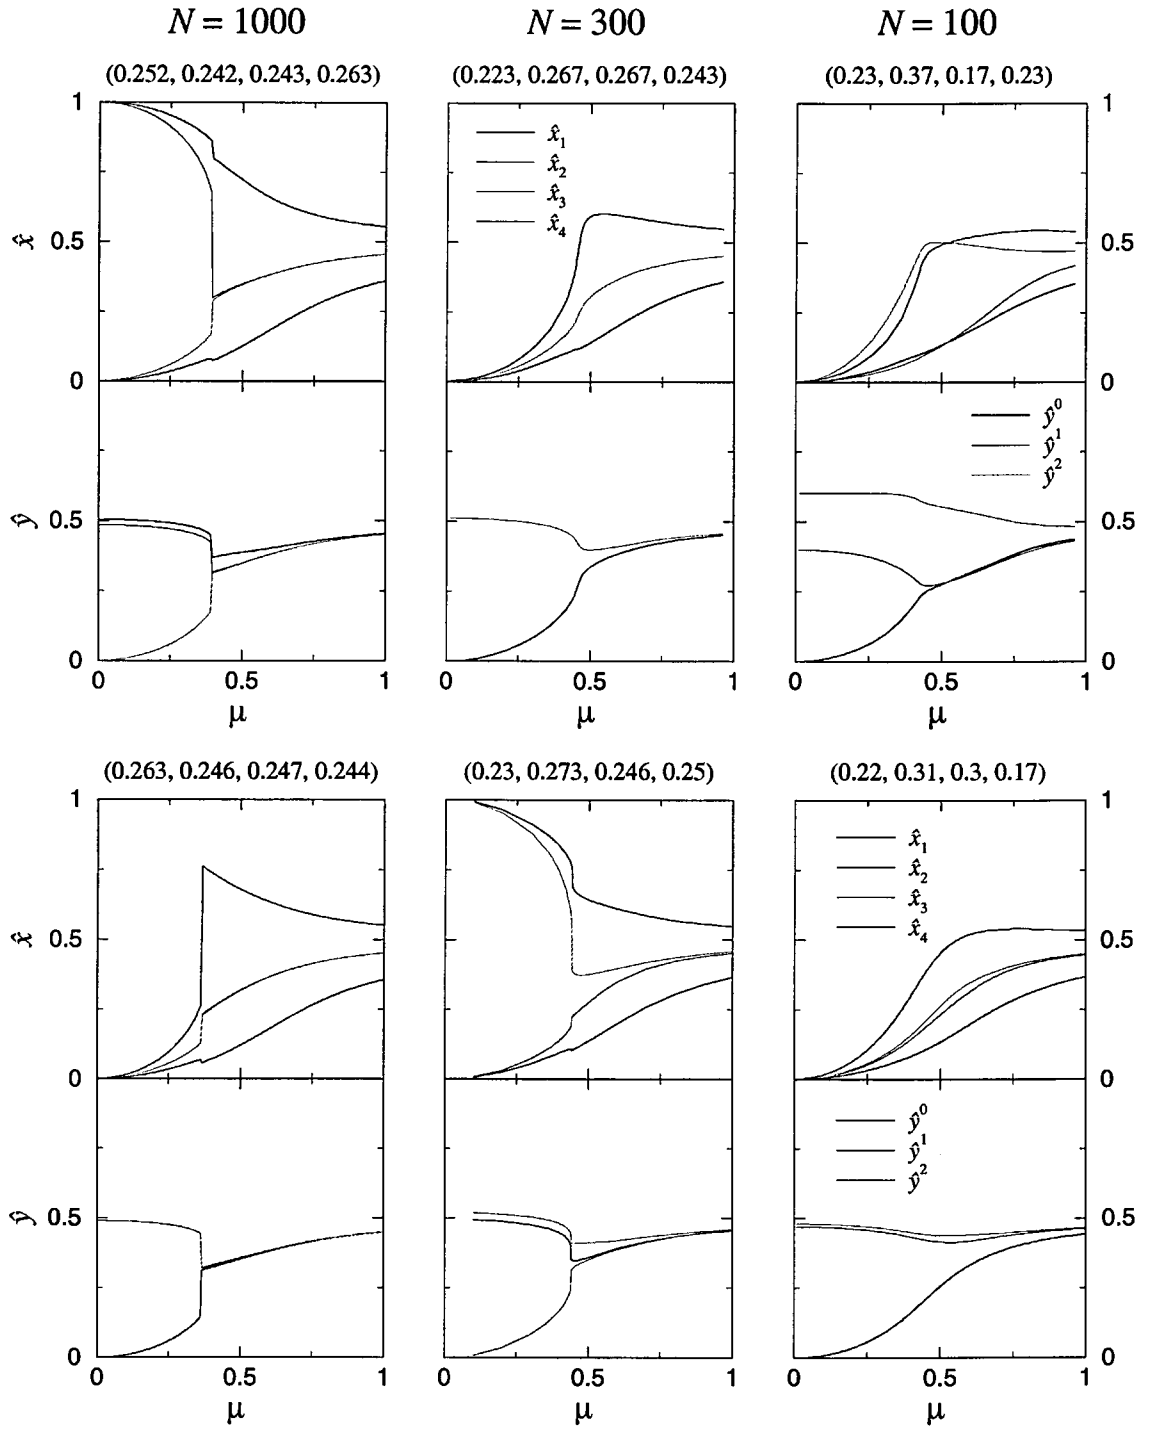 N = 1000 N = 300 N = 100
(0.252, 0.242, 0.243, 0.263) (0.223, 0.267, 0.267, 0.243) (0.23, 0.37, 0.17, 0.23)
1 1
x̂₁
x̂₂
x̂₃
x̂₄
x̂ 0.5 0.5
0 0
ŷ⁰
ŷ¹
ŷ²
ŷ 0.5 0.5
0 0
0 0.5 1 0 0.5 1 0 0.5 1
μ μ μ
(0.263, 0.246, 0.247, 0.244) (0.23, 0.273, 0.246, 0.25) (0.22, 0.31, 0.3, 0.17)
1 1
x̂₁
x̂₂
x̂₃
x̂₄
x̂ 0.5 0.5
0 0
ŷ⁰
ŷ¹
ŷ²
ŷ 0.5 0.5
0 0
0 0.5 1 0 0.5 1 0 0.5 1
μ μ μ